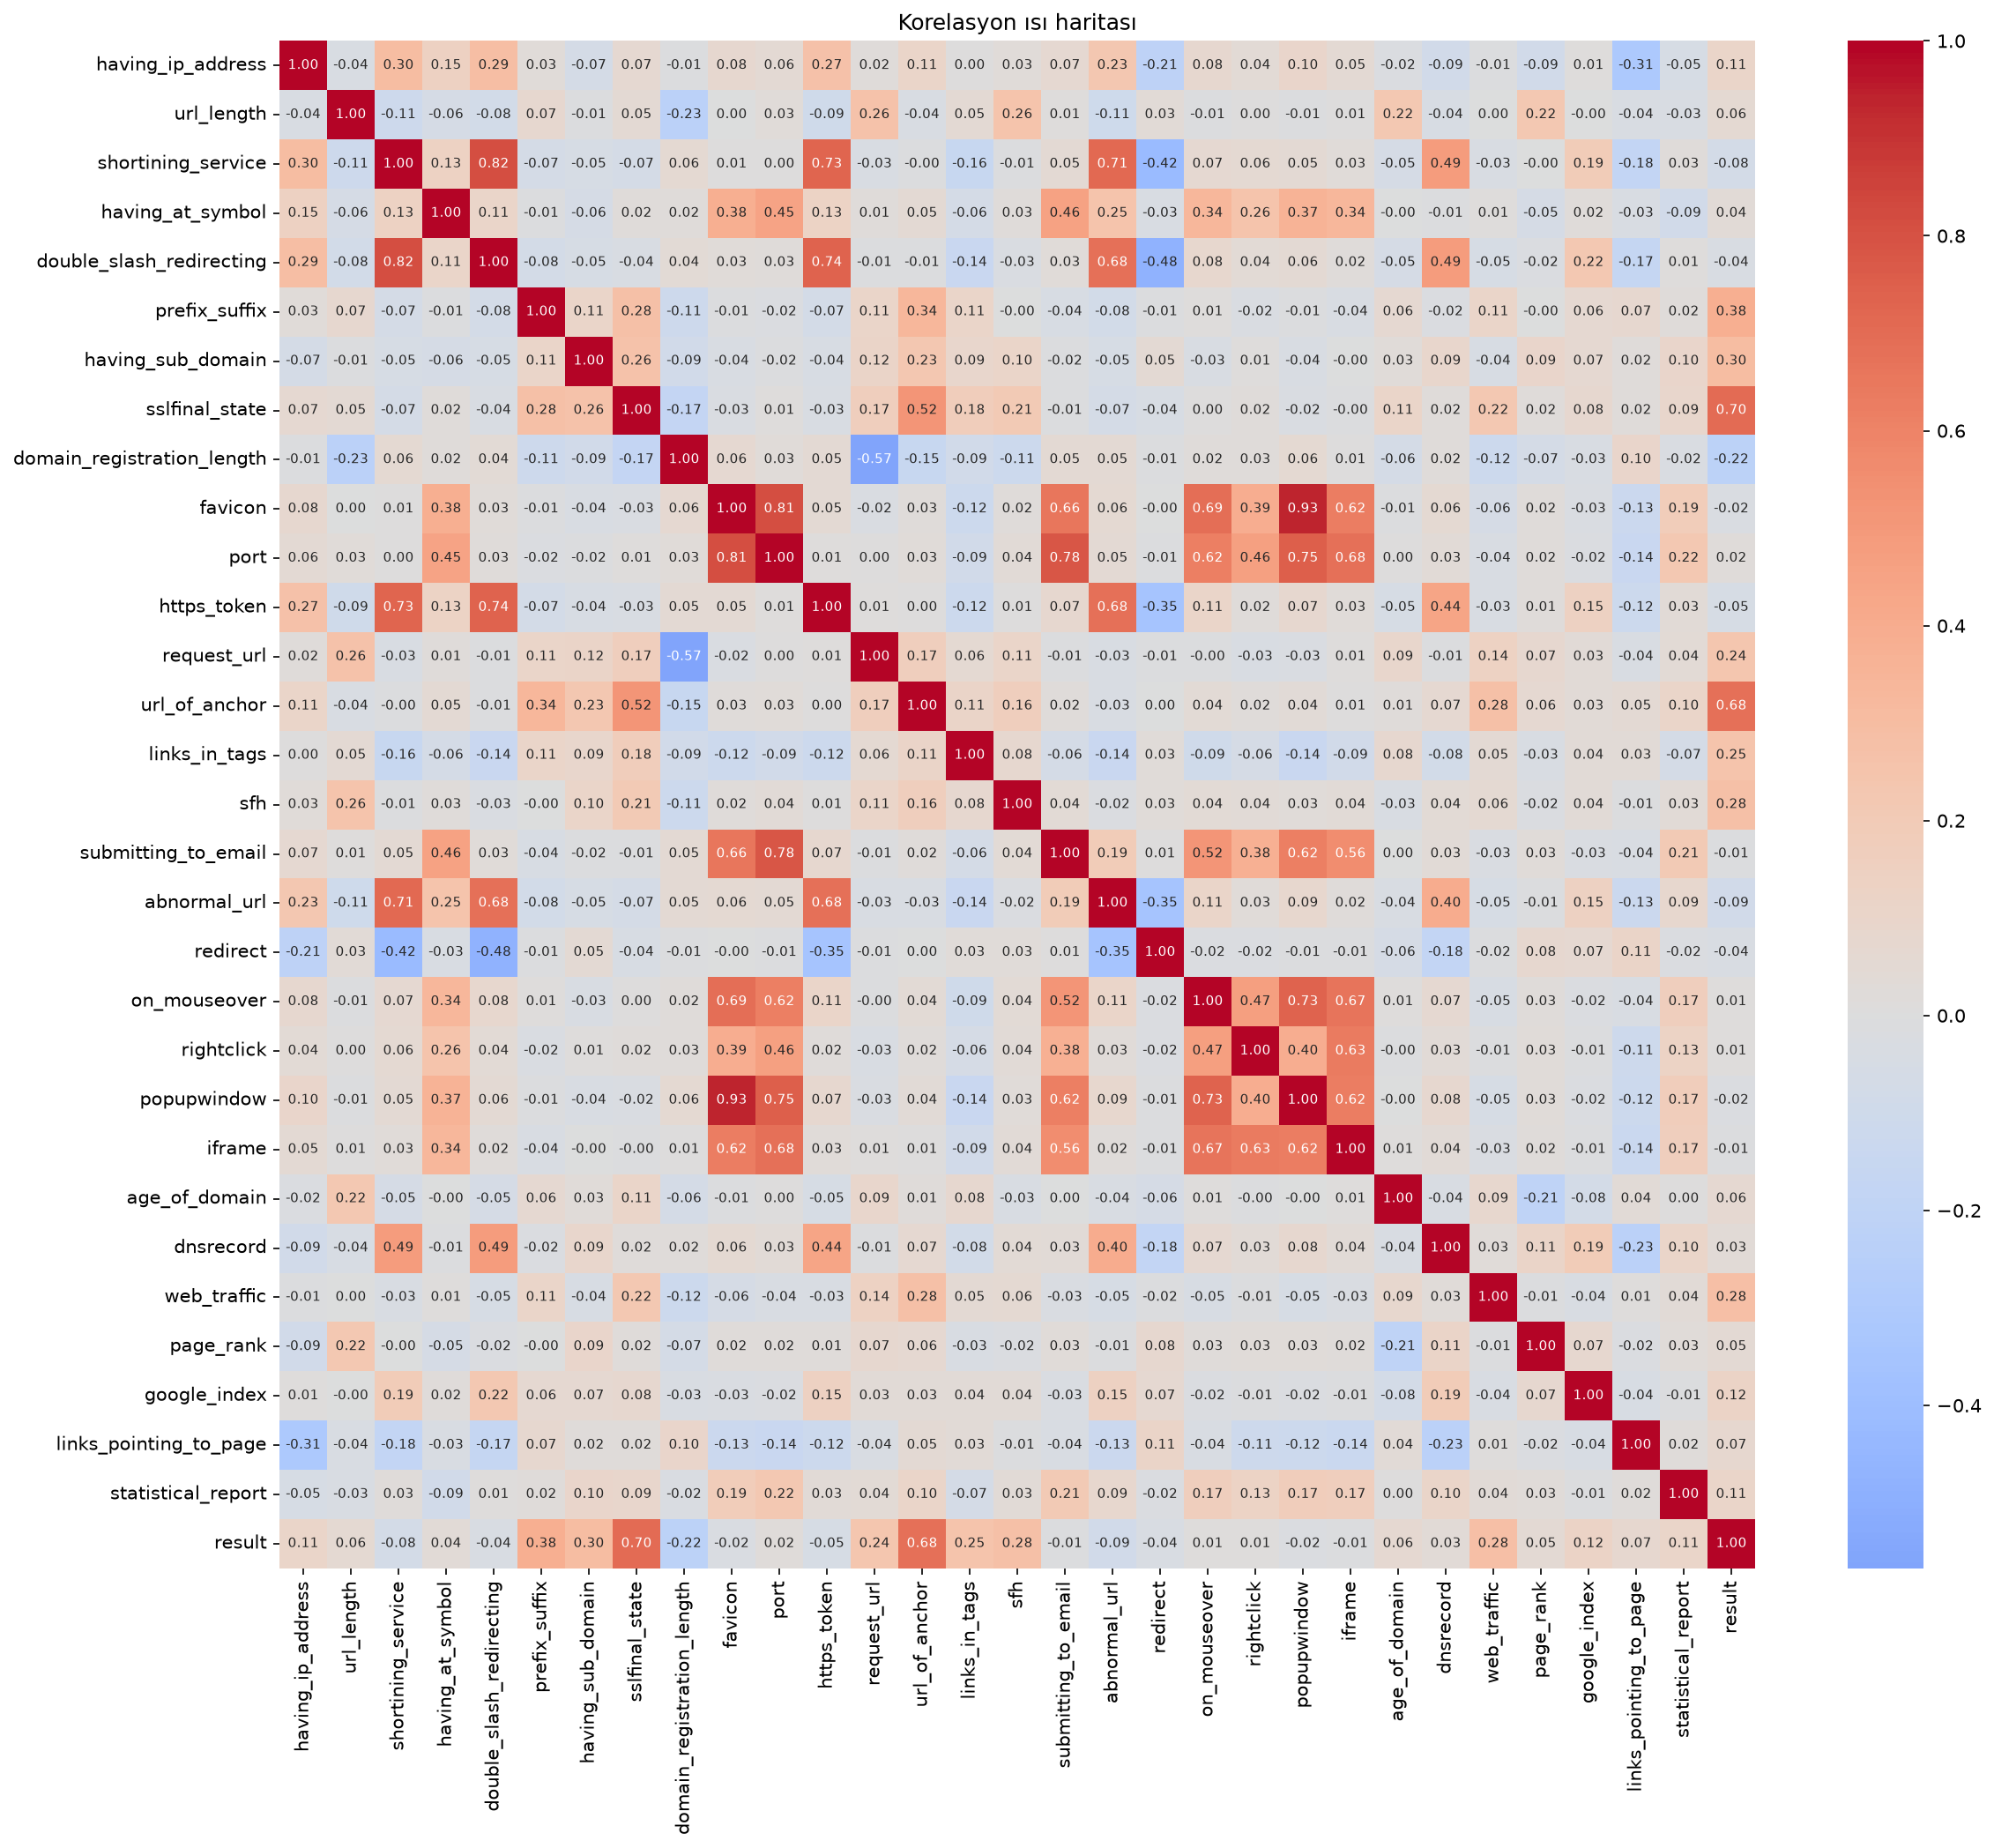 Korelasyon ısı haritası
having_ip_address 1.00 -0.04 0.30 0.15 0.29 0.03 -0.07 0.07 -0.01 0.08 0.06 0.27 0.02 0.11 0.00 0.03 0.07 0.23 -0.21 0.08 0.04 0.10 0.05 -0.02 -0.09 -0.01 -0.09 0.01 -0.31 -0.05 0.11
url_length -0.04 1.00 -0.11 -0.06 -0.08 0.07 -0.01 0.05 -0.23 0.00 0.03 -0.09 0.26 -0.04 0.05 0.26 0.01 -0.11 0.03 -0.01 0.00 -0.01 0.01 0.22 -0.04 0.00 0.22 -0.00 -0.04 -0.03 0.06
shortining_service 0.30 -0.11 1.00 0.13 0.82 -0.07 -0.05 -0.07 0.06 0.01 0.00 0.73 -0.03 -0.00 -0.16 -0.01 0.05 0.71 -0.42 0.07 0.06 0.05 0.03 -0.05 0.49 -0.03 -0.00 0.19 -0.18 0.03 -0.08
having_at_symbol 0.15 -0.06 0.13 1.00 0.11 -0.01 -0.06 0.02 0.02 0.38 0.45 0.13 0.01 0.05 -0.06 0.03 0.46 0.25 -0.03 0.34 0.26 0.37 0.34 -0.00 -0.01 0.01 -0.05 0.02 -0.03 -0.09 0.04
double_slash_redirecting 0.29 -0.08 0.82 0.11 1.00 -0.08 -0.05 -0.04 0.04 0.03 0.03 0.74 -0.01 -0.01 -0.14 -0.03 0.03 0.68 -0.48 0.08 0.04 0.06 0.02 -0.05 0.49 -0.05 -0.02 0.22 -0.17 0.01 -0.04
prefix_suffix 0.03 0.07 -0.07 -0.01 -0.08 1.00 0.11 0.28 -0.11 -0.01 -0.02 -0.07 0.11 0.34 0.11 -0.00 -0.04 -0.08 -0.01 0.01 -0.02 -0.01 -0.04 0.06 -0.02 0.11 -0.00 0.06 0.07 0.02 0.38
having_sub_domain -0.07 -0.01 -0.05 -0.06 -0.05 0.11 1.00 0.26 -0.09 -0.04 -0.02 -0.04 0.12 0.23 0.09 0.10 -0.02 -0.05 0.05 -0.03 0.01 -0.04 -0.00 0.03 0.09 -0.04 0.09 0.07 0.02 0.10 0.30
sslfinal_state 0.07 0.05 -0.07 0.02 -0.04 0.28 0.26 1.00 -0.17 -0.03 0.01 -0.03 0.17 0.52 0.18 0.21 -0.01 -0.07 -0.04 0.00 0.02 -0.02 -0.00 0.11 0.02 0.22 0.02 0.08 0.02 0.09 0.70
domain_registration_length -0.01 -0.23 0.06 0.02 0.04 -0.11 -0.09 -0.17 1.00 0.06 0.03 0.05 -0.57 -0.15 -0.09 -0.11 0.05 0.05 -0.01 0.02 0.03 0.06 0.01 -0.06 0.02 -0.12 -0.07 -0.03 0.10 -0.02 -0.22
favicon 0.08 0.00 0.01 0.38 0.03 -0.01 -0.04 -0.03 0.06 1.00 0.81 0.05 -0.02 0.03 -0.12 0.02 0.66 0.06 -0.00 0.69 0.39 0.93 0.62 -0.01 0.06 -0.06 0.02 -0.03 -0.13 0.19 -0.02
port 0.06 0.03 0.00 0.45 0.03 -0.02 -0.02 0.01 0.03 0.81 1.00 0.01 0.00 0.03 -0.09 0.04 0.78 0.05 -0.01 0.62 0.46 0.75 0.68 0.00 0.03 -0.04 0.02 -0.02 -0.14 0.22 0.02
https_token 0.27 -0.09 0.73 0.13 0.74 -0.07 -0.04 -0.03 0.05 0.05 0.01 1.00 0.01 0.00 -0.12 0.01 0.07 0.68 -0.35 0.11 0.02 0.07 0.03 -0.05 0.44 -0.03 0.01 0.15 -0.12 0.03 -0.05
request_url 0.02 0.26 -0.03 0.01 -0.01 0.11 0.12 0.17 -0.57 -0.02 0.00 0.01 1.00 0.17 0.06 0.11 -0.01 -0.03 -0.01 -0.00 -0.03 -0.03 0.01 0.09 -0.01 0.14 0.07 0.03 -0.04 0.04 0.24
url_of_anchor 0.11 -0.04 -0.00 0.05 -0.01 0.34 0.23 0.52 -0.15 0.03 0.03 0.00 0.17 1.00 0.11 0.16 0.02 -0.03 0.00 0.04 0.02 0.04 0.01 0.01 0.07 0.28 0.06 0.03 0.05 0.10 0.68
links_in_tags 0.00 0.05 -0.16 -0.06 -0.14 0.11 0.09 0.18 -0.09 -0.12 -0.09 -0.12 0.06 0.11 1.00 0.08 -0.06 -0.14 0.03 -0.09 -0.06 -0.14 -0.09 0.08 -0.08 0.05 -0.03 0.04 0.03 -0.07 0.25
sfh 0.03 0.26 -0.01 0.03 -0.03 -0.00 0.10 0.21 -0.11 0.02 0.04 0.01 0.11 0.16 0.08 1.00 0.04 -0.02 0.03 0.04 0.04 0.03 0.04 -0.03 0.04 0.06 -0.02 0.04 -0.01 0.03 0.28
submitting_to_email 0.07 0.01 0.05 0.46 0.03 -0.04 -0.02 -0.01 0.05 0.66 0.78 0.07 -0.01 0.02 -0.06 0.04 1.00 0.19 0.01 0.52 0.38 0.62 0.56 0.00 0.03 -0.03 0.03 -0.03 -0.04 0.21 -0.01
abnormal_url 0.23 -0.11 0.71 0.25 0.68 -0.08 -0.05 -0.07 0.05 0.06 0.05 0.68 -0.03 -0.03 -0.14 -0.02 0.19 1.00 -0.35 0.11 0.03 0.09 0.02 -0.04 0.40 -0.05 -0.01 0.15 -0.13 0.09 -0.09
redirect -0.21 0.03 -0.42 -0.03 -0.48 -0.01 0.05 -0.04 -0.01 -0.00 -0.01 -0.35 -0.01 0.00 0.03 0.03 0.01 -0.35 1.00 -0.02 -0.02 -0.01 -0.01 -0.06 -0.18 -0.02 0.08 0.07 0.11 -0.02 -0.04
on_mouseover 0.08 -0.01 0.07 0.34 0.08 0.01 -0.03 0.00 0.02 0.69 0.62 0.11 -0.00 0.04 -0.09 0.04 0.52 0.11 -0.02 1.00 0.47 0.73 0.67 0.01 0.07 -0.05 0.03 -0.02 -0.04 0.17 0.01
rightclick 0.04 0.00 0.06 0.26 0.04 -0.02 0.01 0.02 0.03 0.39 0.46 0.02 -0.03 0.02 -0.06 0.04 0.38 0.03 -0.02 0.47 1.00 0.40 0.63 -0.00 0.03 -0.01 0.03 -0.01 -0.11 0.13 0.01
popupwindow 0.10 -0.01 0.05 0.37 0.06 -0.01 -0.04 -0.02 0.06 0.93 0.75 0.07 -0.03 0.04 -0.14 0.03 0.62 0.09 -0.01 0.73 0.40 1.00 0.62 -0.00 0.08 -0.05 0.03 -0.02 -0.12 0.17 -0.02
iframe 0.05 0.01 0.03 0.34 0.02 -0.04 -0.00 -0.00 0.01 0.62 0.68 0.03 0.01 0.01 -0.09 0.04 0.56 0.02 -0.01 0.67 0.63 0.62 1.00 0.01 0.04 -0.03 0.02 -0.01 -0.14 0.17 -0.01
age_of_domain -0.02 0.22 -0.05 -0.00 -0.05 0.06 0.03 0.11 -0.06 -0.01 0.00 -0.05 0.09 0.01 0.08 -0.03 0.00 -0.04 -0.06 0.01 -0.00 -0.00 0.01 1.00 -0.04 0.09 -0.21 -0.08 0.04 0.00 0.06
dnsrecord -0.09 -0.04 0.49 -0.01 0.49 -0.02 0.09 0.02 0.02 0.06 0.03 0.44 -0.01 0.07 -0.08 0.04 0.03 0.40 -0.18 0.07 0.03 0.08 0.04 -0.04 1.00 0.03 0.11 0.19 -0.23 0.10 0.03
web_traffic -0.01 0.00 -0.03 0.01 -0.05 0.11 -0.04 0.22 -0.12 -0.06 -0.04 -0.03 0.14 0.28 0.05 0.06 -0.03 -0.05 -0.02 -0.05 -0.01 -0.05 -0.03 0.09 0.03 1.00 -0.01 -0.04 0.01 0.04 0.28
page_rank -0.09 0.22 -0.00 -0.05 -0.02 -0.00 0.09 0.02 -0.07 0.02 0.02 0.01 0.07 0.06 -0.03 -0.02 0.03 -0.01 0.08 0.03 0.03 0.03 0.02 -0.21 0.11 -0.01 1.00 0.07 -0.02 0.03 0.05
google_index 0.01 -0.00 0.19 0.02 0.22 0.06 0.07 0.08 -0.03 -0.03 -0.02 0.15 0.03 0.03 0.04 0.04 -0.03 0.15 0.07 -0.02 -0.01 -0.02 -0.01 -0.08 0.19 -0.04 0.07 1.00 -0.04 -0.01 0.12
links_pointing_to_page -0.31 -0.04 -0.18 -0.03 -0.17 0.07 0.02 0.02 0.10 -0.13 -0.14 -0.12 -0.04 0.05 0.03 -0.01 -0.04 -0.13 0.11 -0.04 -0.11 -0.12 -0.14 0.04 -0.23 0.01 -0.02 -0.04 1.00 0.02 0.07
statistical_report -0.05 -0.03 0.03 -0.09 0.01 0.02 0.10 0.09 -0.02 0.19 0.22 0.03 0.04 0.10 -0.07 0.03 0.21 0.09 -0.02 0.17 0.13 0.17 0.17 0.00 0.10 0.04 0.03 -0.01 0.02 1.00 0.11
result 0.11 0.06 -0.08 0.04 -0.04 0.38 0.30 0.70 -0.22 -0.02 0.02 -0.05 0.24 0.68 0.25 0.28 -0.01 -0.09 -0.04 0.01 0.01 -0.02 -0.01 0.06 0.03 0.28 0.05 0.12 0.07 0.11 1.00
having_ip_address
url_length
shortining_service
having_at_symbol
double_slash_redirecting
prefix_suffix
having_sub_domain
sslfinal_state
domain_registration_length
favicon
port
https_token
request_url
url_of_anchor
links_in_tags
sfh
submitting_to_email
abnormal_url
redirect
on_mouseover
rightclick
popupwindow
iframe
age_of_domain
dnsrecord
web_traffic
page_rank
google_index
links_pointing_to_page
statistical_report
result
1.0
0.8
0.6
0.4
0.2
0.0
−0.2
−0.4